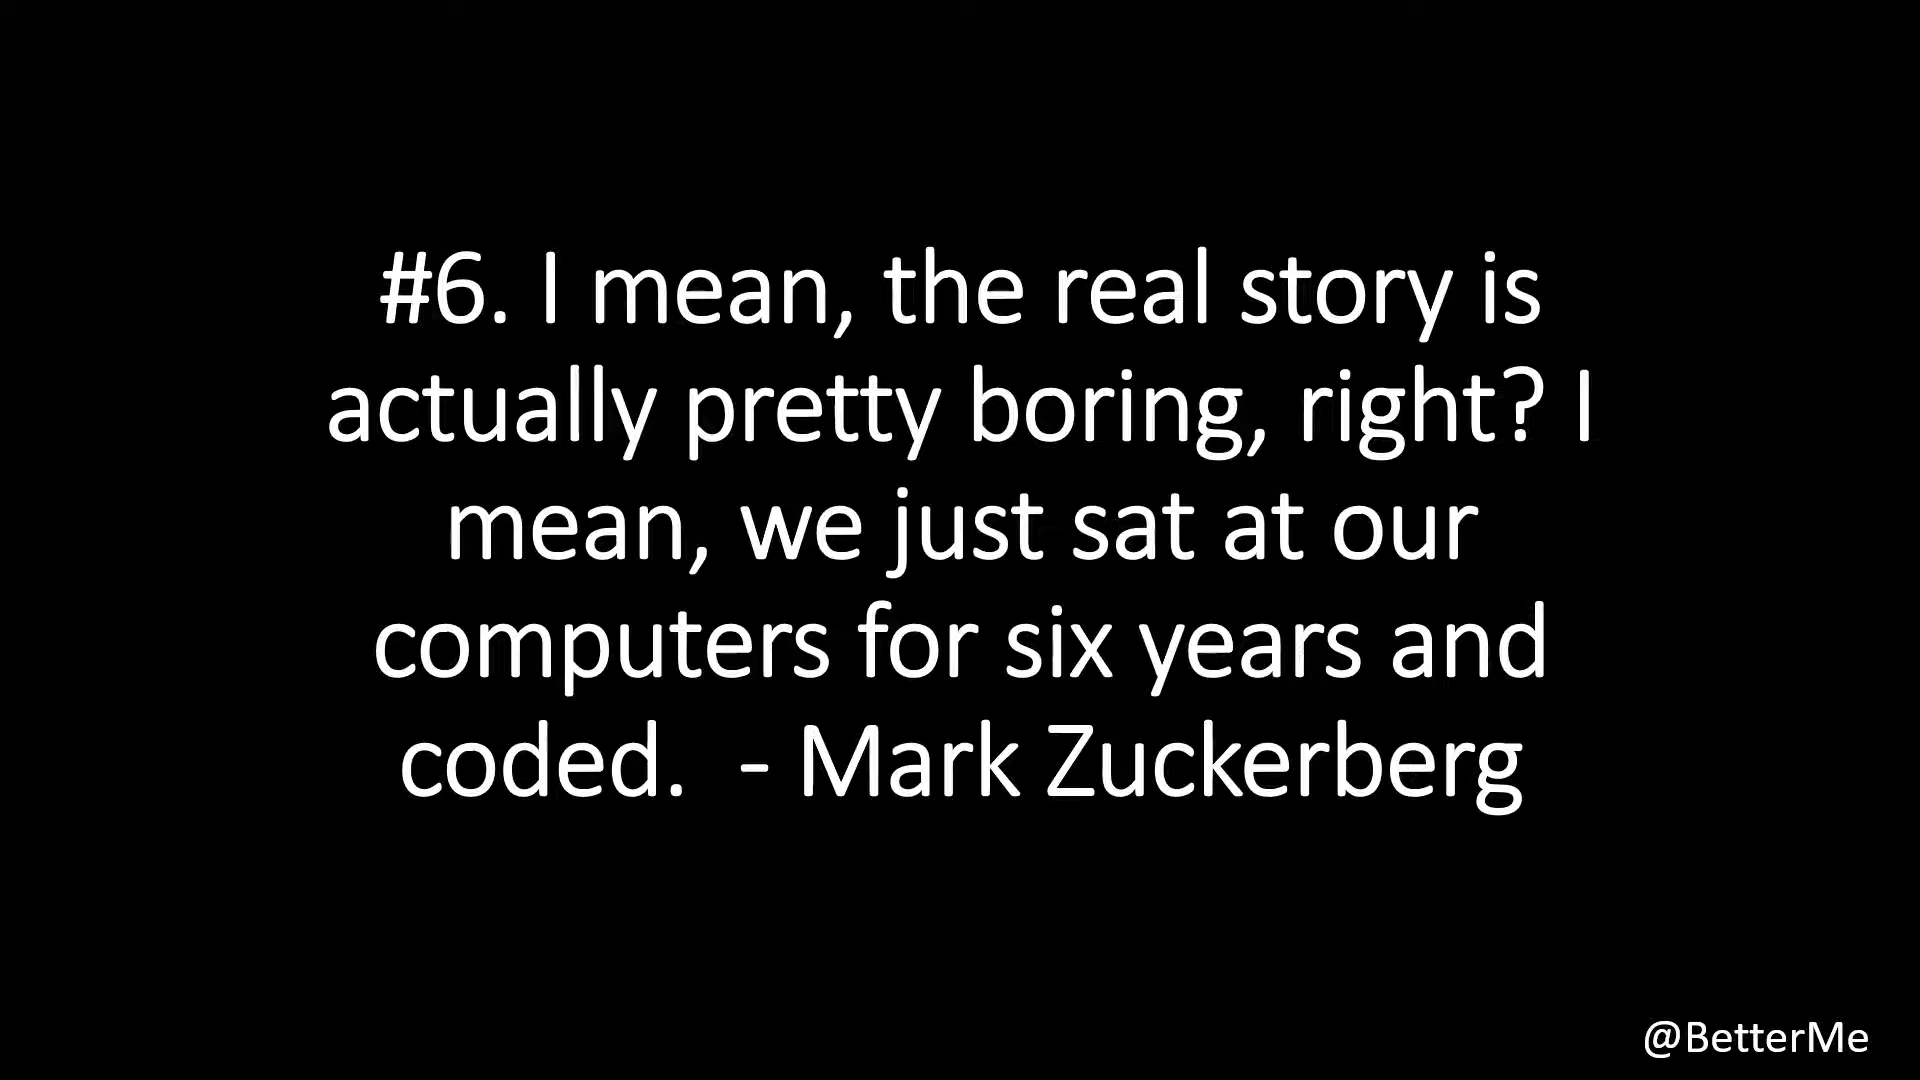 #6. I mean, the real story is
actually pretty boring, right? I
mean, we just sat at our
computers for six years and
coded.  - Mark Zuckerberg
@BetterMe